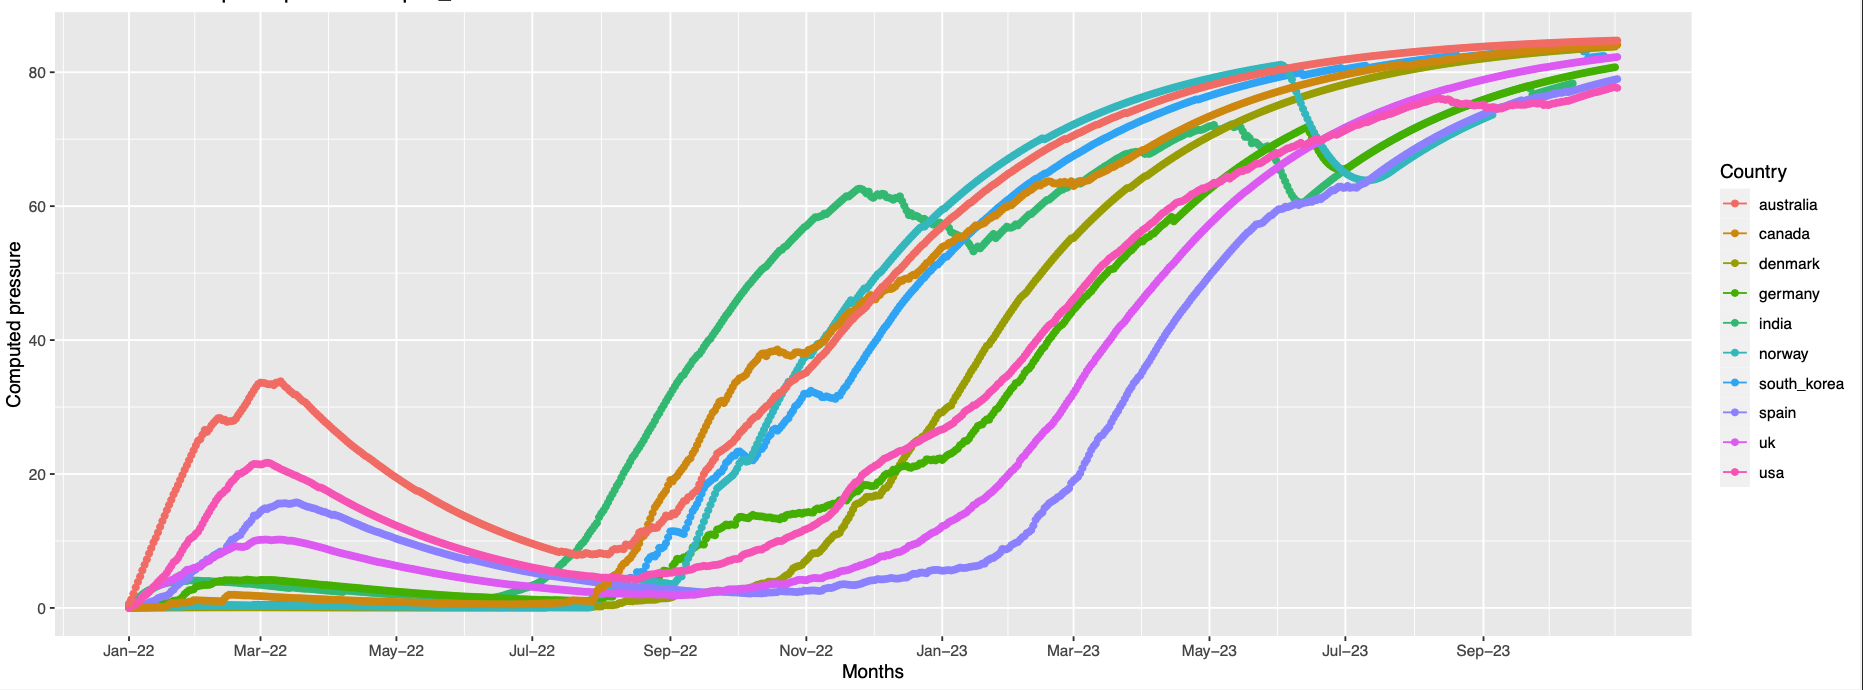 Computed pressure
80
60
40
20
0
Jan–22 Mar–22 May–22 Jul–22 Sep–22 Nov–22 Jan–23 Mar–23 May–23 Jul–23 Sep–23
Months
Country
australia
canada
denmark
germany
india
norway
south_korea
spain
uk
usa